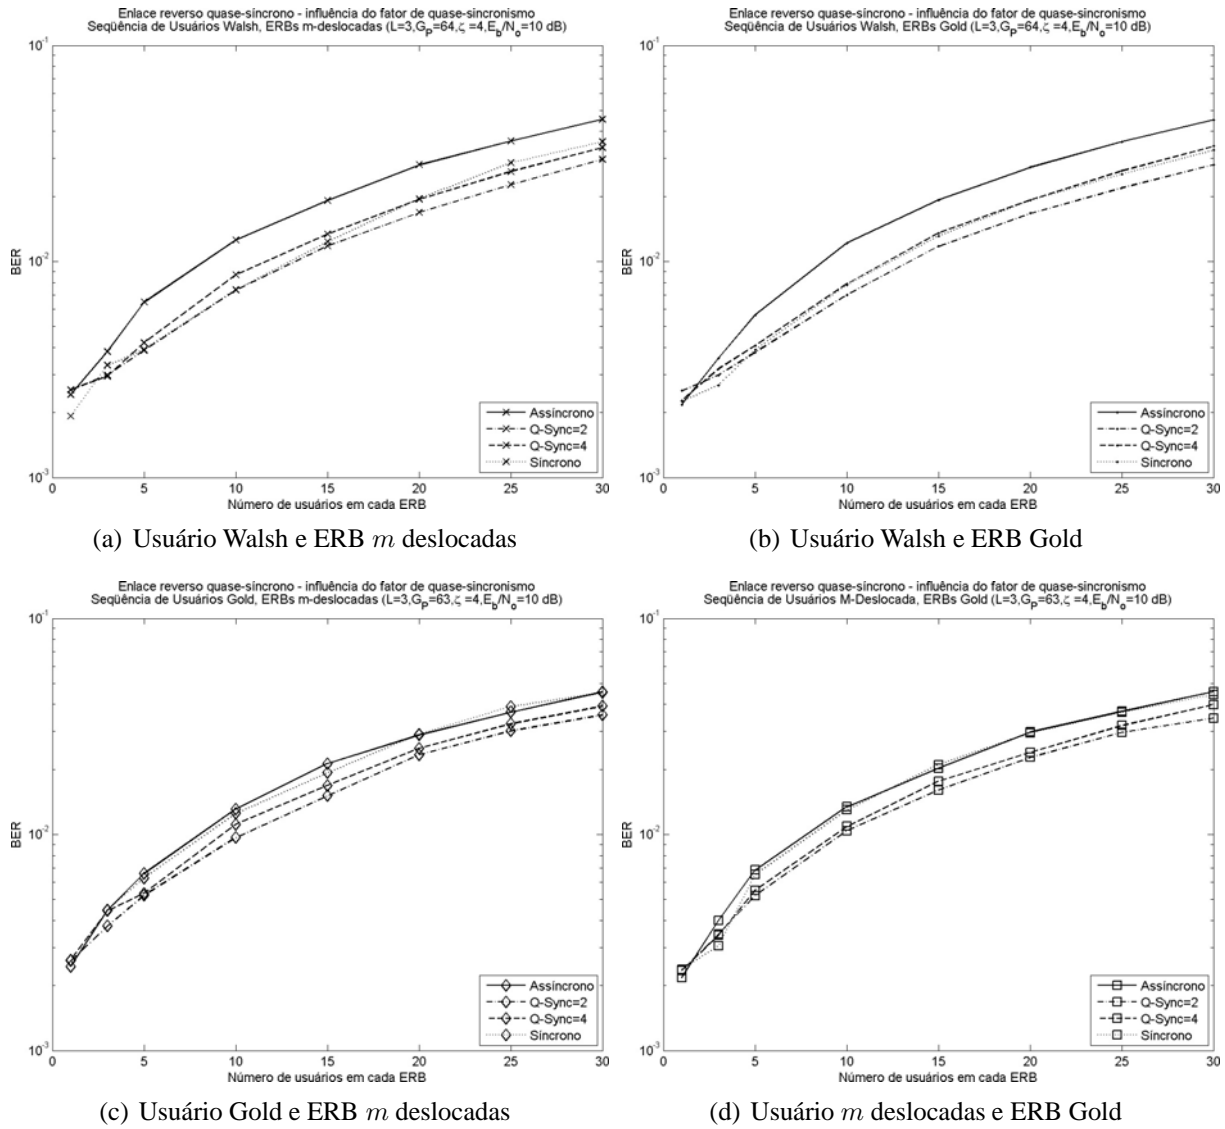 Enlace reverso quase-síncrono - influência do fator de quase-sincronismo
Seqüência de Usuários Walsh, ERBs m-deslocadas (L=3,G_P=64,ζ =4,E_b/N_o=10 dB)
10^-1
10^-2
10^-3
BER
0 5 10 15 20 25 30
Número de usuários em cada ERB
Assíncrono
Q-Sync=2
Q-Sync=4
Síncrono
(a) Usuário Walsh e ERB m deslocadas
Enlace reverso quase-síncrono - influência do fator de quase-sincronismo
Seqüência de Usuários Walsh, ERBs Gold (L=3,G_P=64,ζ =4,E_b/N_o=10 dB)
10^-1
10^-2
10^-3
BER
0 5 10 15 20 25 30
Número de usuários em cada ERB
Assíncrono
Q-Sync=2
Q-Sync=4
Síncrono
(b) Usuário Walsh e ERB Gold
Enlace reverso quase-síncrono - influência do fator de quase-sincronismo
Seqüência de Usuários Gold, ERBs m-deslocadas (L=3,G_P=63,ζ =4,E_b/N_o=10 dB)
10^-1
10^-2
10^-3
BER
0 5 10 15 20 25 30
Número de usuários em cada ERB
Assíncrono
Q-Sync=2
Q-Sync=4
Síncrono
(c) Usuário Gold e ERB m deslocadas
Enlace reverso quase-síncrono - influência do fator de quase-sincronismo
Seqüência de Usuários M-Deslocada, ERBs Gold (L=3,G_P=63,ζ =4,E_b/N_o=10 dB)
10^-1
10^-2
10^-3
BER
0 5 10 15 20 25 30
Número de usuários em cada ERB
Assíncrono
Q-Sync=2
Q-Sync=4
Síncrono
(d) Usuário m deslocadas e ERB Gold